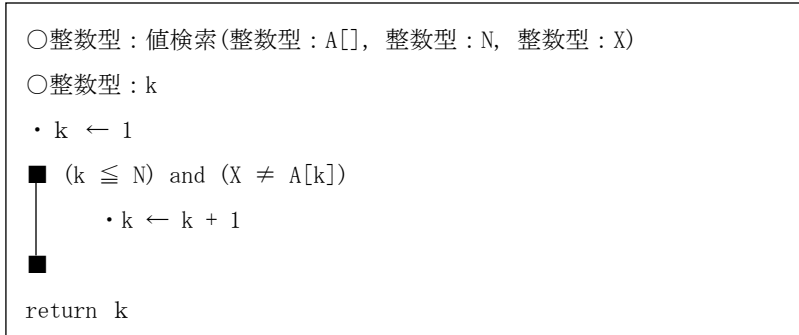 ○整数型:値検索(整数型:A[], 整数型:N, 整数型:X)
○整数型:k
・k ← 1
■ (k ≦ N) and (X ≠ A[k])
・k ← k + 1
■
return k